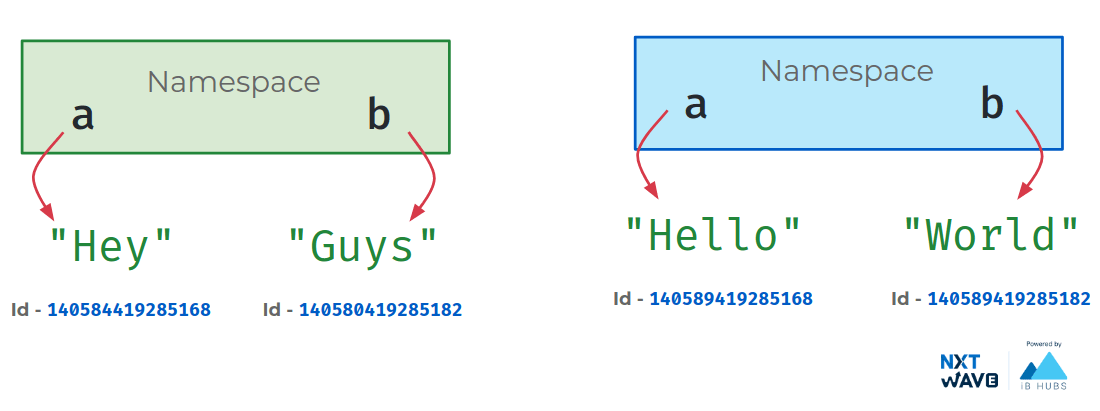 Namespace
a b
"Hey" "Guys"
Id - 140584419285168 Id - 140580419285182
Namespace
a b
"Hello" "World"
Id - 140589419285168 Id - 140589419285182
Powered by
NXT
WAVE
iB HUBS